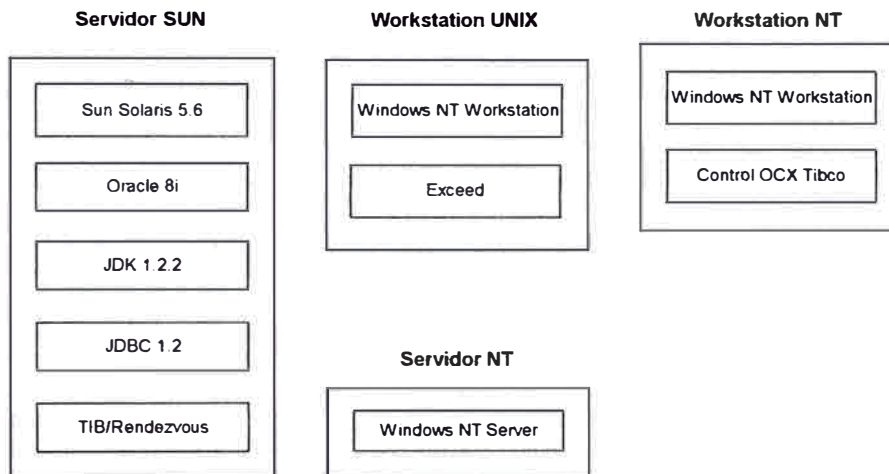 Servidor SUN
Sun Solaris 5.6
Oracle 8i
JDK 1.2.2
JDBC 1.2
TIB/Rendezvous
Workstation UNIX
Windows NT Workstation
Exceed
Workstation NT
Windows NT Workstation
Control OCX Tibco
Servidor NT
Windows NT Server